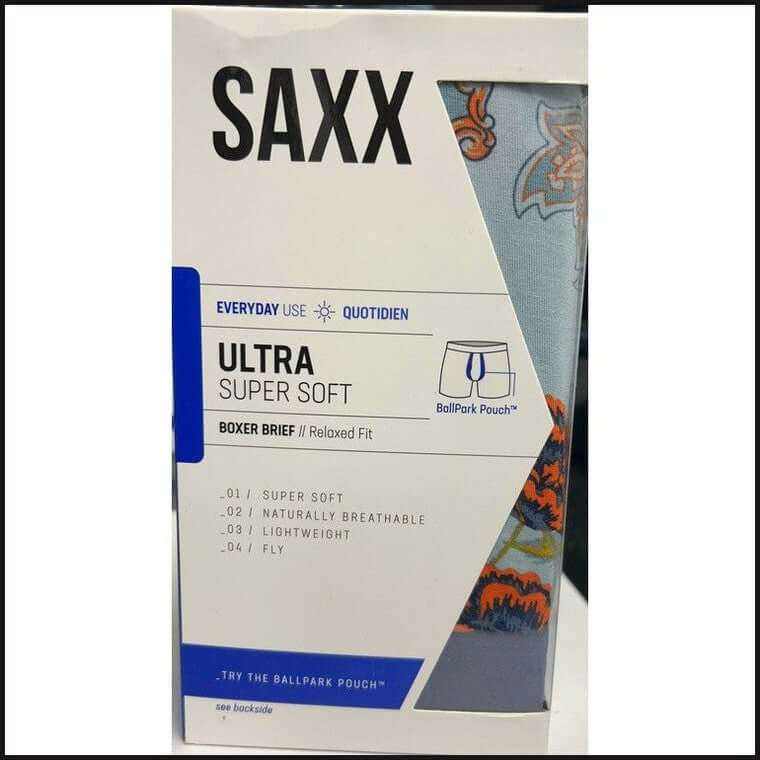 SAXX
EVERYDAY USE QUOTIDIEN
ULTRA
SUPER SOFT
BallPark Pouch™
BOXER BRIEF // Relaxed Fit
_01 / SUPER SOFT
_02 / NATURALLY BREATHABLE
_03 / LIGHTWEIGHT
_04 / FLY
_TRY THE BALLPARK POUCH™
see backside